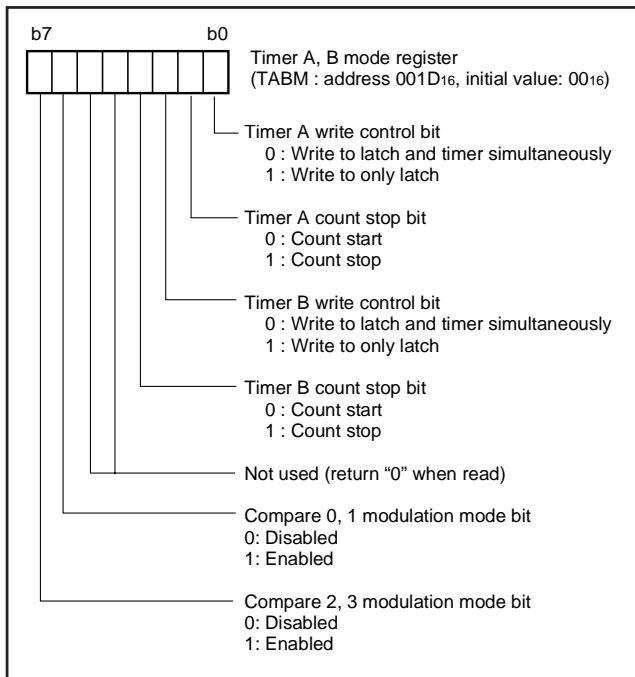 b7 b0
Timer A, B mode register
(TABM : address 001D16, initial value: 0016)
Timer A write control bit
0 : Write to latch and timer simultaneously
1 : Write to only latch
Timer A count stop bit
0 : Count start
1 : Count stop
Timer B write control bit
0 : Write to latch and timer simultaneously
1 : Write to only latch
Timer B count stop bit
0 : Count start
1 : Count stop
Not used (return “0” when read)
Compare 0, 1 modulation mode bit
0: Disabled
1: Enabled
Compare 2, 3 modulation mode bit
0: Disabled
1: Enabled